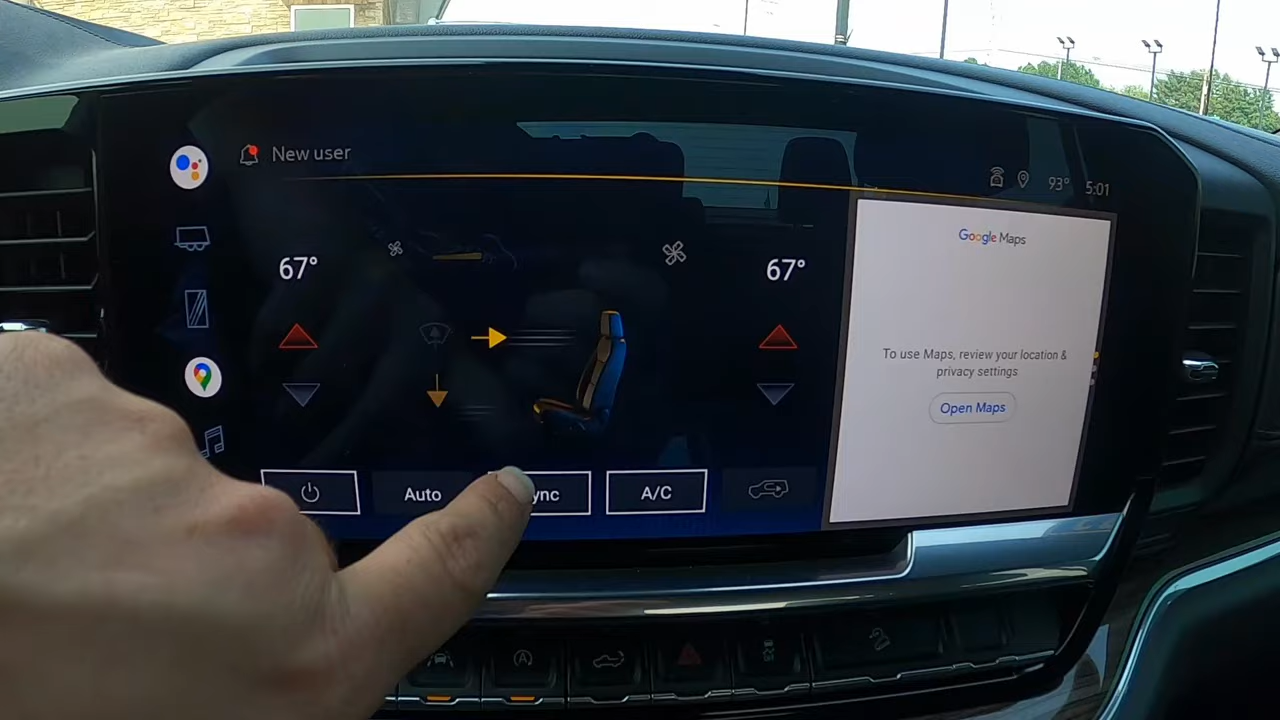 New user
93° 5:01
67°
67°
Google Maps
To use Maps, review your location &
privacy settings
Open Maps
Auto
ync
A/C